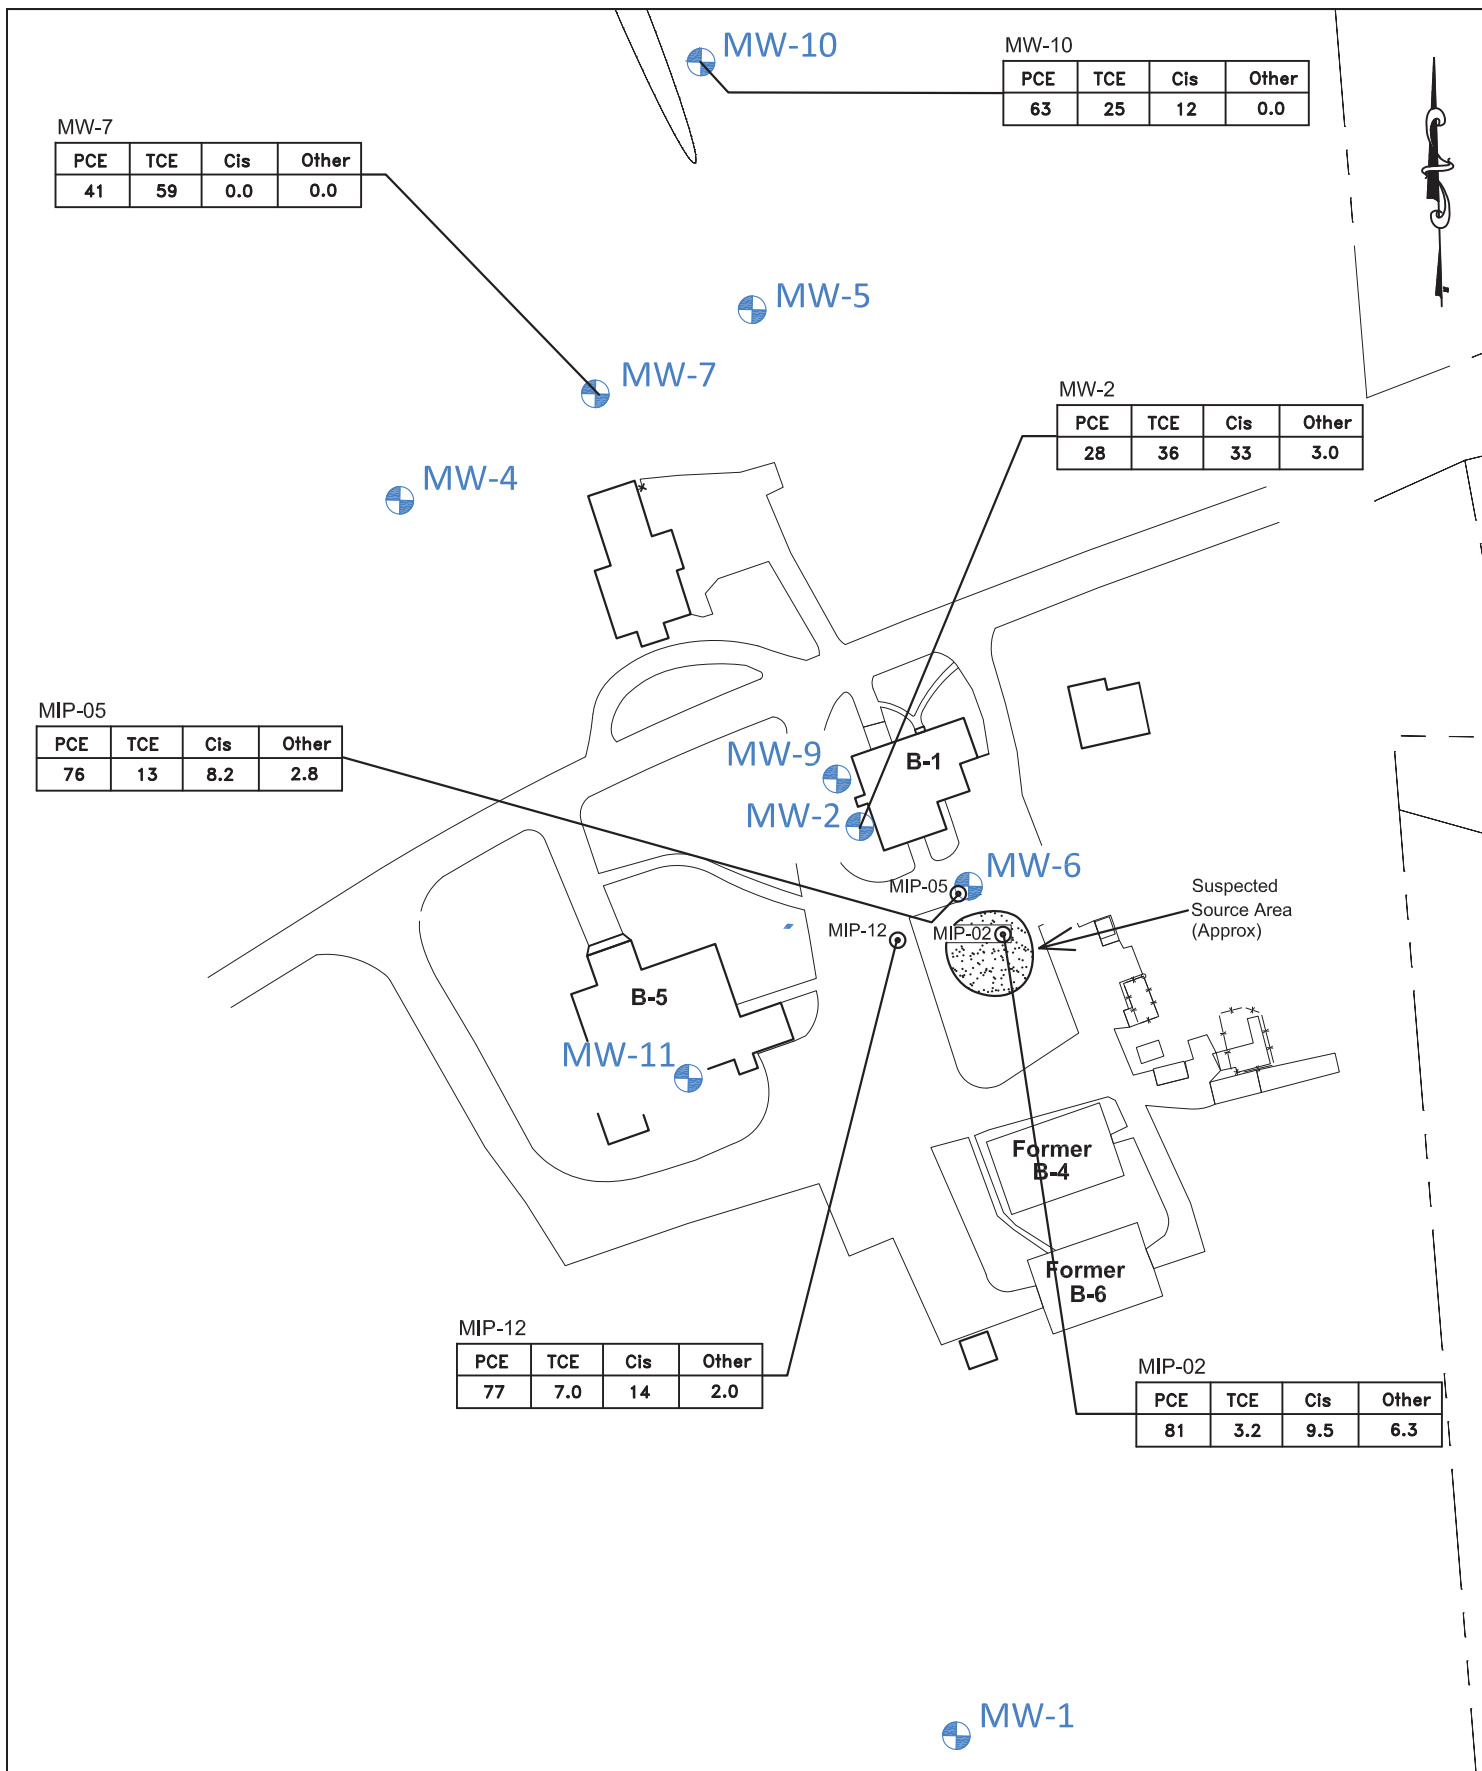 MW-10
MW-10
PCE TCE Cis Other
63 25 12 0.0
MW-7
PCE TCE Cis Other
41 59 0.0 0.0
MW-5
MW-7
MW-2
PCE TCE Cis Other
28 36 33 3.0
MW-4
MIP-05
PCE TCE Cis Other
76 13 8.2 2.8
MW-9
B-1
MW-2
MW-6
MIP-05
Suspected
Source Area
(Approx)
MIP-12
MIP-02
B-5
MW-11
Former
B-4
Former
B-6
MIP-12
PCE TCE Cis Other
77 7.0 14 2.0
MIP-02
PCE TCE Cis Other
81 3.2 9.5 6.3
MW-1